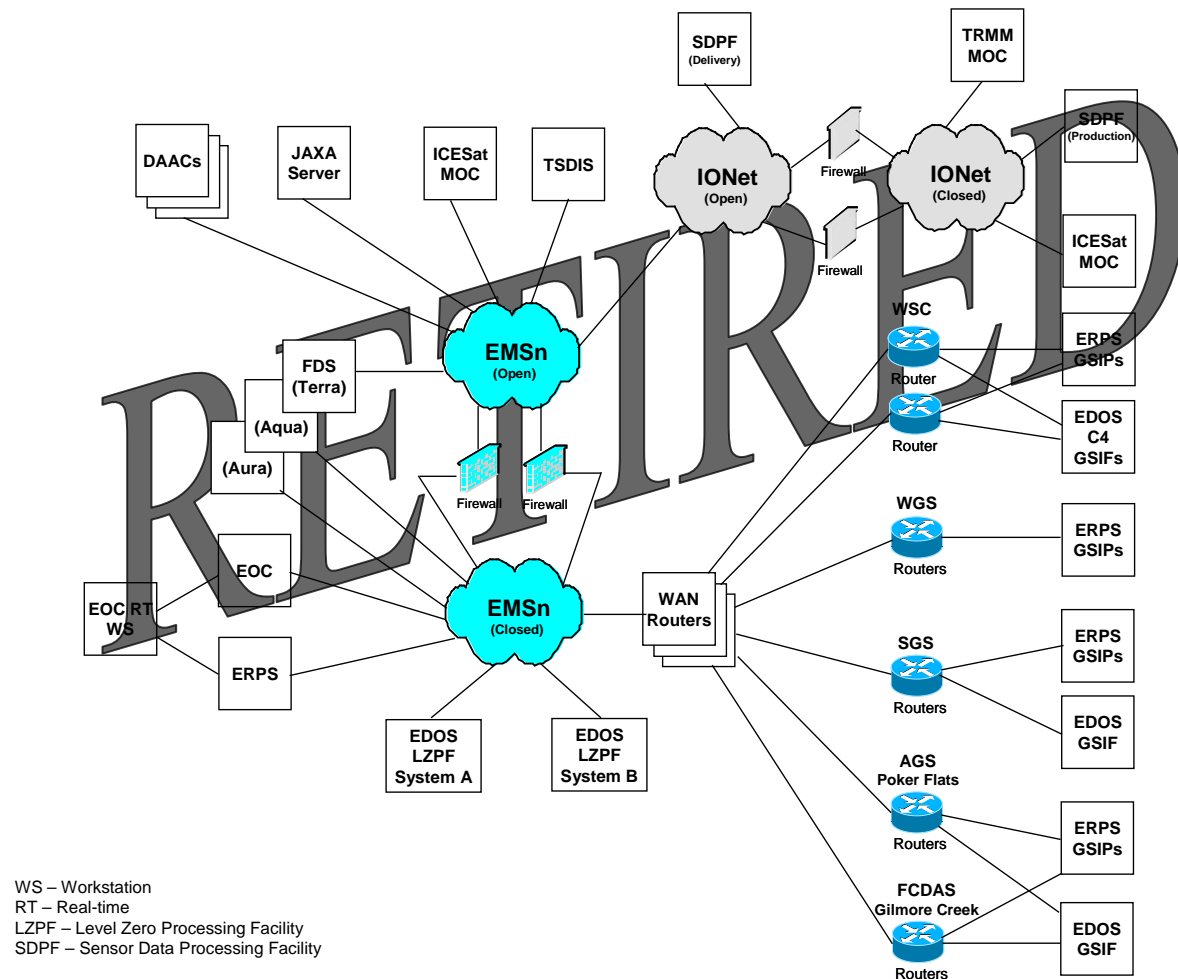 SDPF
(Delivery)
TRMM
MOC
SDPF
(Production)
DAACs
JAXA
Server
ICESat
MOC
TSDIS
IONet
(Open)
Firewall
IONet
(Closed)
Firewall
ICESat
MOC
RETIRED
WSC
Router
ERPS
GSIPs
EMSn
(Open)
FDS
(Terra)
(Aqua)
(Aura)
Router
EDOS
C4
GSIFs
Firewall
Firewall
WGS
Routers
ERPS
GSIPs
EOC
EOC RT
WS
ERPS
EMSn
(Closed)
WAN
Routers
SGS
Routers
ERPS
GSIPs
EDOS
GSIF
EDOS
LZPF
System A
EDOS
LZPF
System B
AGS
Poker Flats
Routers
ERPS
GSIPs
FCDAS
Gilmore Creek
Routers
EDOS
GSIF
WS – Workstation
RT – Real-time
LZPF – Level Zero Processing Facility
SDPF – Sensor Data Processing Facility